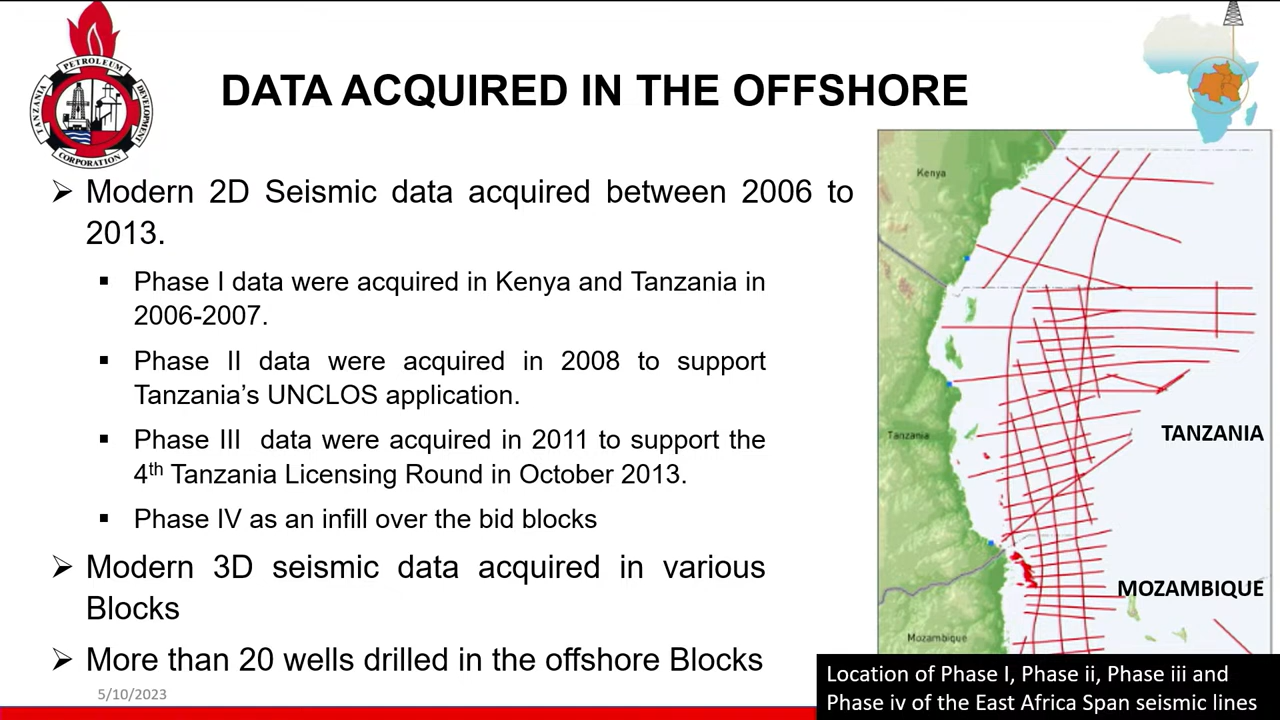 TANZANIA PETROLEUM DEVELOPMENT
CORPORATION
DATA ACQUIRED IN THE OFFSHORE
➢ Modern 2D Seismic data acquired between 2006 to
2013.
▪ Phase I data were acquired in Kenya and Tanzania in
2006-2007.
▪ Phase II data were acquired in 2008 to support
Tanzania’s UNCLOS application.
▪ Phase III data were acquired in 2011 to support the
4th Tanzania Licensing Round in October 2013.
▪ Phase IV as an infill over the bid blocks
➢ Modern 3D seismic data acquired in various
Blocks
➢ More than 20 wells drilled in the offshore Blocks
5/10/2023
Kenya
Tanzania
TANZANIA
MOZAMBIQUE
Mozambique
Location of Phase I, Phase ii, Phase iii and
Phase iv of the East Africa Span seismic lines